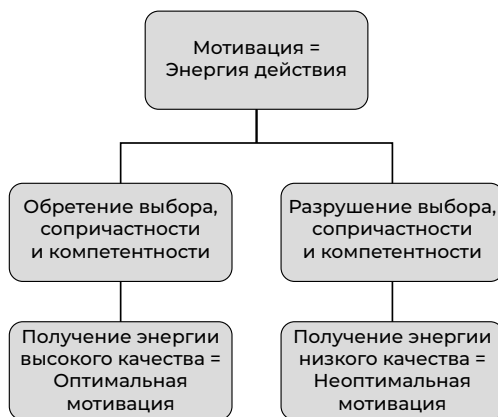 Мотивация =
Энергия действия
Обретение выбора,
сопричастности
и компетентности
Разрушение выбора,
сопричастности
и компетентности
Получение энергии
высокого качества =
Оптимальная
мотивация
Получение энергии
низкого качества =
Неоптимальная
мотивация